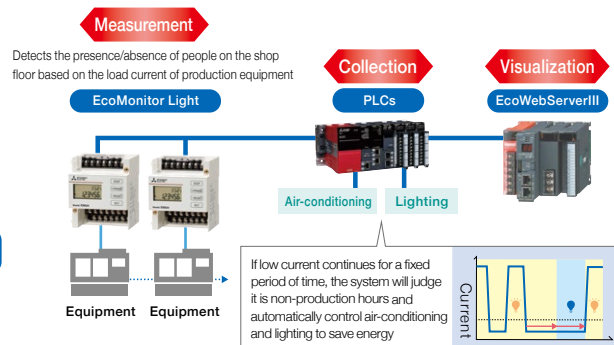 Measurement
Detects the presence/absence of people on the shop
floor based on the load current of production equipment
EcoMonitor Light
Collection
PLCs
Visualization
EcoWebServerIII
Air-conditioning
Lighting
Equipment
Equipment
If low current continues for a fixed
period of time, the system will judge
it is non-production hours and
automatically control air-conditioning
and lighting to save energy
Current